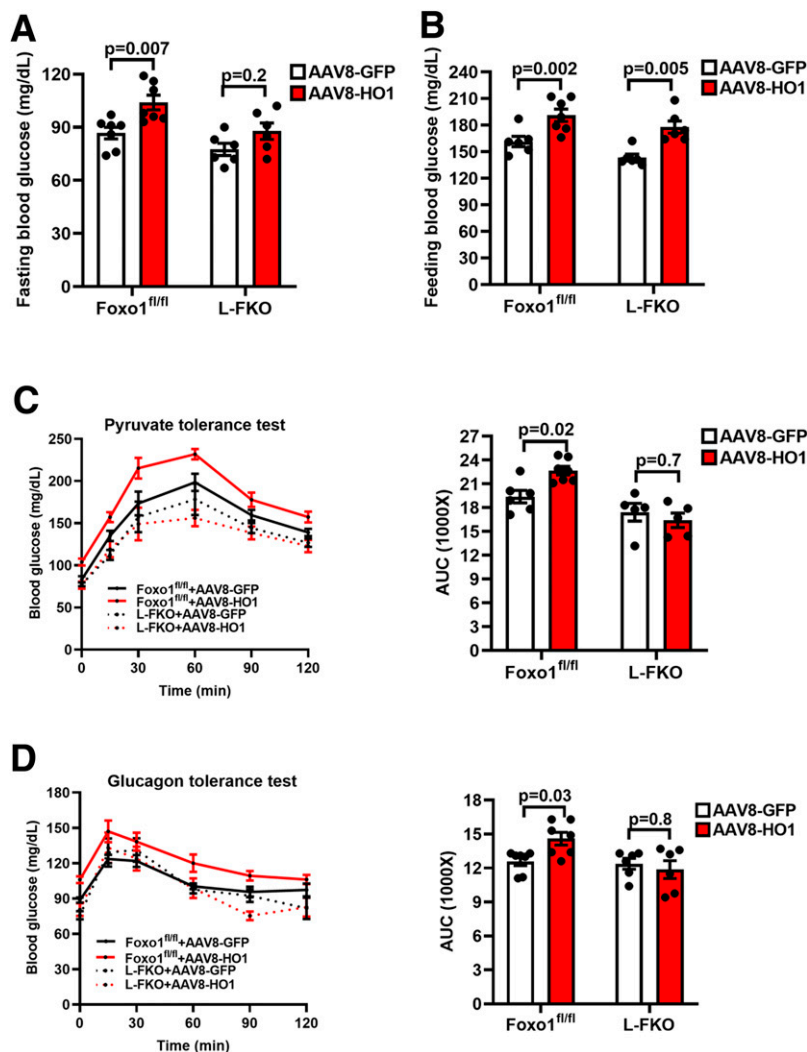 A
Fasting blood glucose (mg/dL)
120
90
60
30
0
p=0.007
p=0.2
AAV8-GFP
AAV8-HO1
Foxo1fl/fl
L-FKO
B
Feeding blood glucose (mg/dL)
240
210
180
150
120
90
60
30
0
p=0.002
p=0.005
AAV8-GFP
AAV8-HO1
Foxo1fl/fl
L-FKO
C
Pyruvate tolerance test
Blood glucose (mg/dL)
250
200
150
100
50
0
Foxo1fl/fl+AAV8-GFP
Foxo1fl/fl+AAV8-HO1
L-FKO+AAV8-GFP
L-FKO+AAV8-HO1
0 30 60 90 120
Time (min)
AUC (1000X)
27
24
21
18
15
12
9
6
3
0
p=0.02
p=0.7
AAV8-GFP
AAV8-HO1
Foxo1fl/fl
L-FKO
D
Glucagon tolerance test
Blood glucose (mg/dL)
180
150
120
90
60
30
0
Foxo1fl/fl+AAV8-GFP
Foxo1fl/fl+AAV8-HO1
L-FKO+AAV8-GFP
L-FKO+AAV8-HO1
0 30 60 90 120
Time (min)
AUC (1000X)
18
15
12
9
6
3
0
p=0.03
p=0.8
AAV8-GFP
AAV8-HO1
Foxo1fl/fl
L-FKO